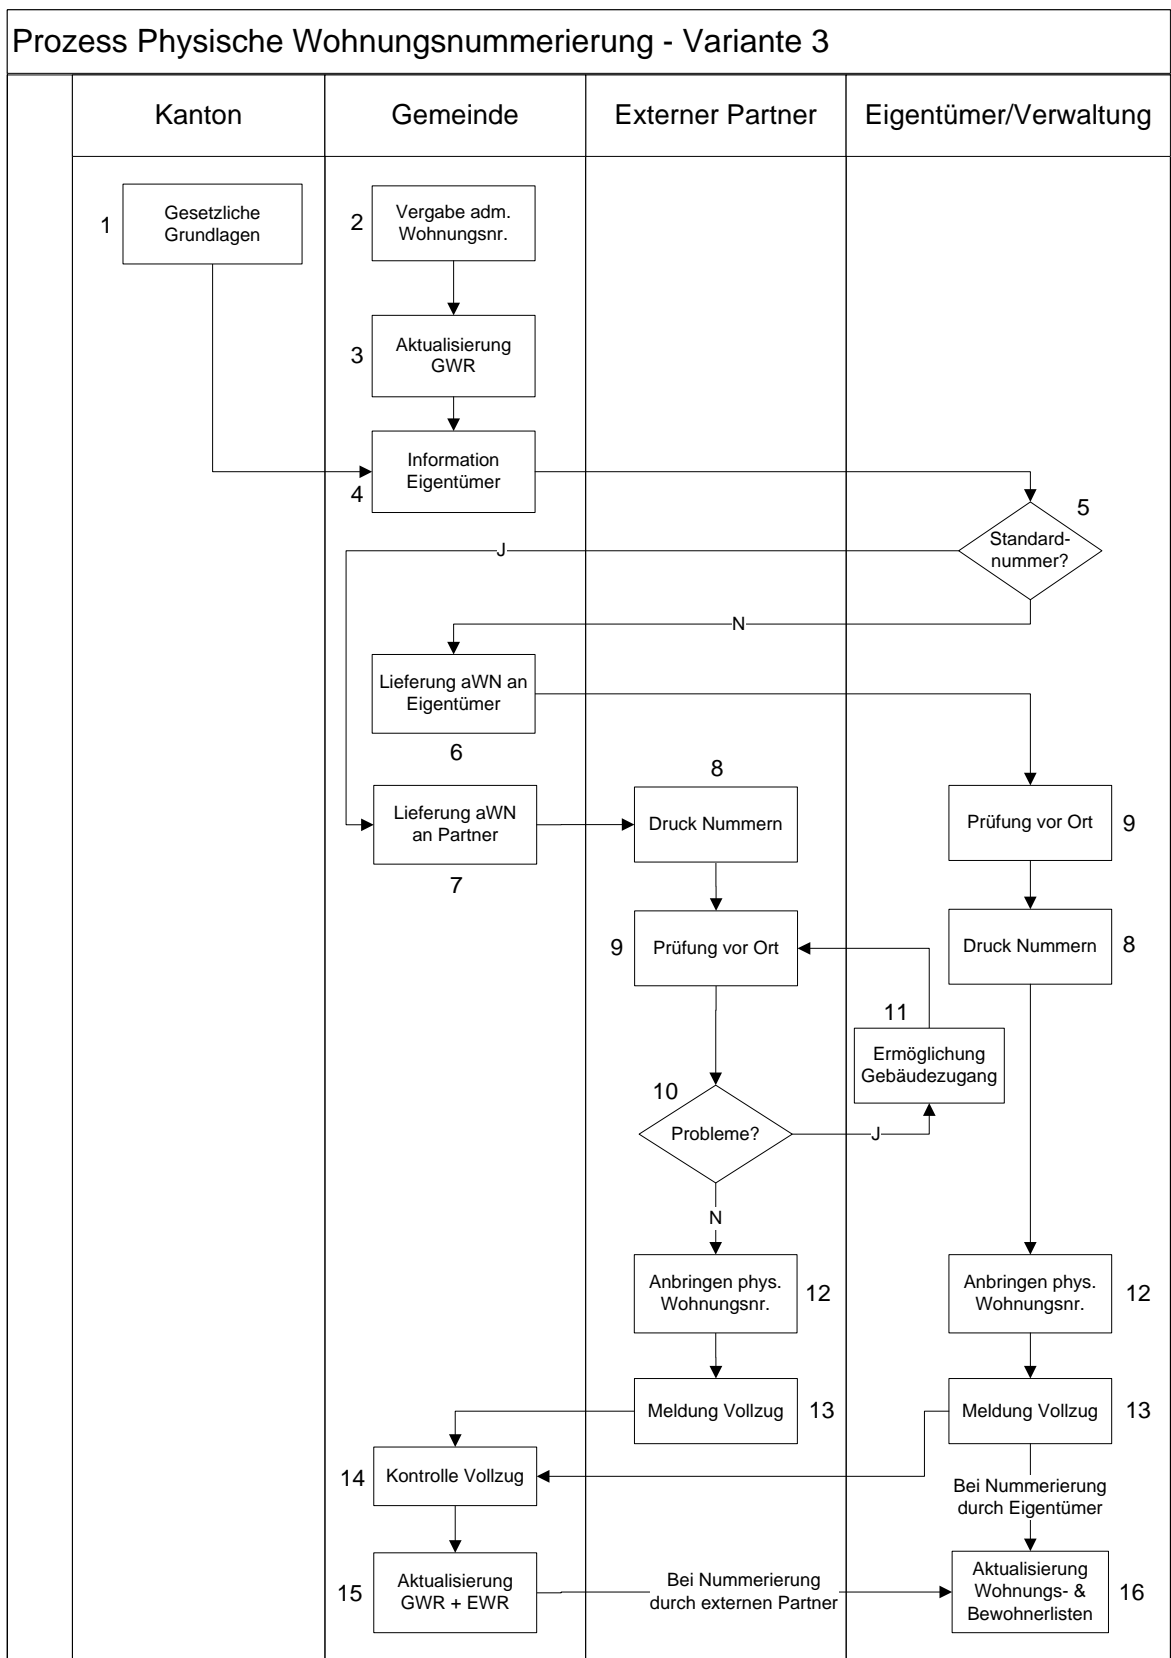 Prozess Physische Wohnungsnummerierung - Variante 3
Kanton
Gemeinde
Externer Partner
Eigentümer/Verwaltung
1
Gesetzliche
Grundlagen
2
Vergabe adm.
Wohnungsnr.
3
Aktualisierung
GWR
4
Information
Eigentümer
5
Standard-
nummer?
J
N
Lieferung aWN an
Eigentümer
6
Lieferung aWN
an Partner
7
8
Druck Nummern
Prüfung vor Ort
9
9
Prüfung vor Ort
Druck Nummern
8
11
Ermöglichung
Gebäudezugang
10
Probleme?
J
N
Anbringen phys.
Wohnungsnr.
12
Anbringen phys.
Wohnungsnr.
12
Meldung Vollzug
13
Meldung Vollzug
13
14
Kontrolle Vollzug
Bei Nummerierung
durch Eigentümer
15
Aktualisierung
GWR + EWR
Bei Nummerierung
durch externen Partner
Aktualisierung
Wohnungs- &
Bewohnerlisten
16